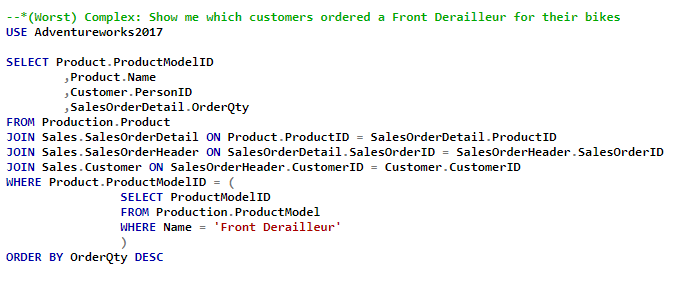 --*(Worst) Complex: Show me which customers ordered a Front Derailleur for their bikes
USE Adventureworks2017
SELECT Product.ProductModelID
,Product.Name
,Customer.PersonID
,SalesOrderDetail.OrderQty
FROM Production.Product
JOIN Sales.SalesOrderDetail ON Product.ProductID = SalesOrderDetail.ProductID
JOIN Sales.SalesOrderHeader ON SalesOrderDetail.SalesOrderID = SalesOrderHeader.SalesOrderID
JOIN Sales.Customer ON SalesOrderHeader.CustomerID = Customer.CustomerID
WHERE Product.ProductModelID = (
SELECT ProductModelID
FROM Production.ProductModel
WHERE Name = 'Front Derailleur'
)
ORDER BY OrderQty DESC